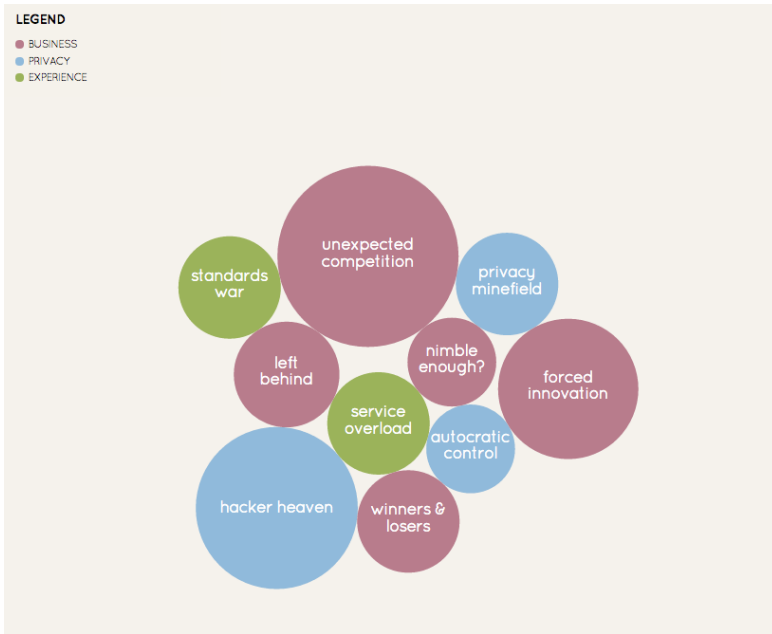 LEGEND
BUSINESS
PRIVACY
EXPERIENCE
unexpected
competition
standards
war
privacy
minefield
left
behind
nimble
enough?
forced
innovation
service
overload
autocratic
control
hacker heaven
winners &
losers